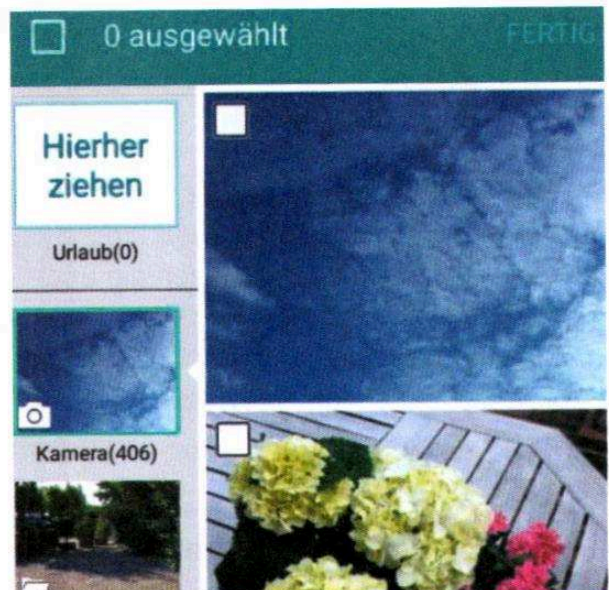 0 ausgewählt
FERTIG
Hierher
ziehen
Urlaub(0)
Kamera(406)